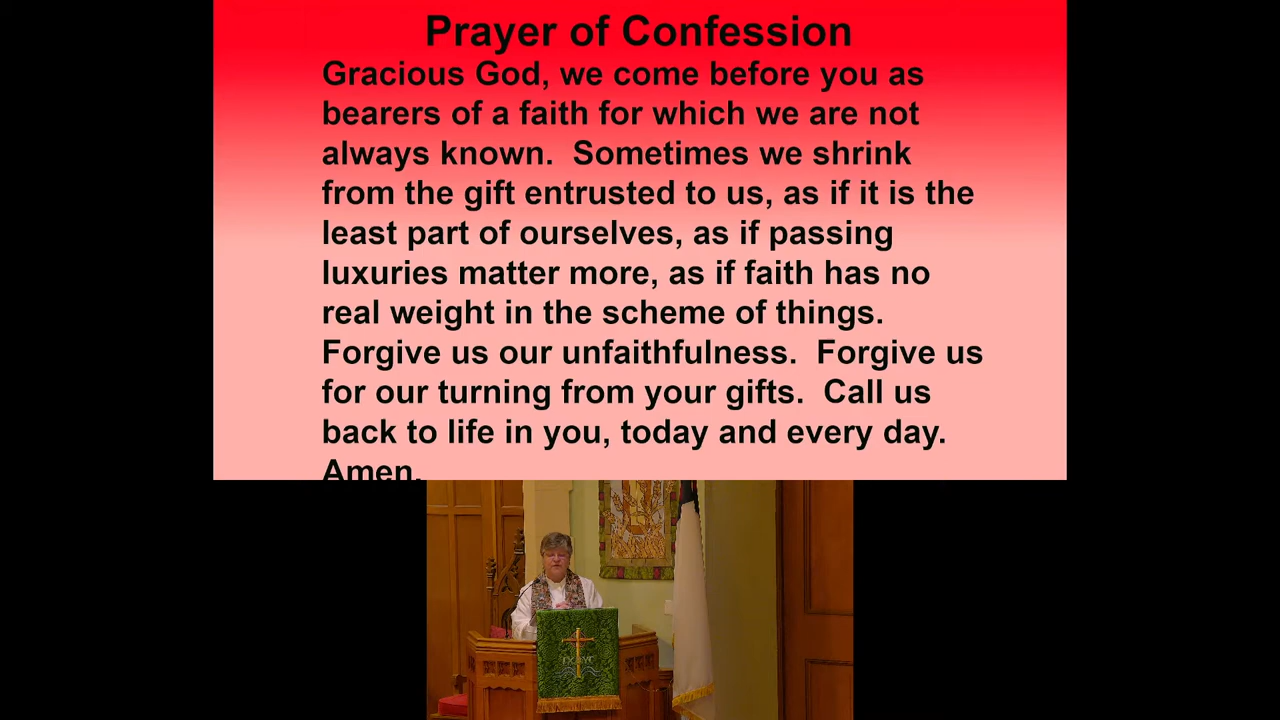 Prayer of Confession
Gracious God, we come before you as
bearers of a faith for which we are not
always known.  Sometimes we shrink
from the gift entrusted to us, as if it is the
least part of ourselves, as if passing
luxuries matter more, as if faith has no
real weight in the scheme of things.
Forgive us our unfaithfulness.  Forgive us
for our turning from your gifts.  Call us
back to life in you, today and every day.
Amen.